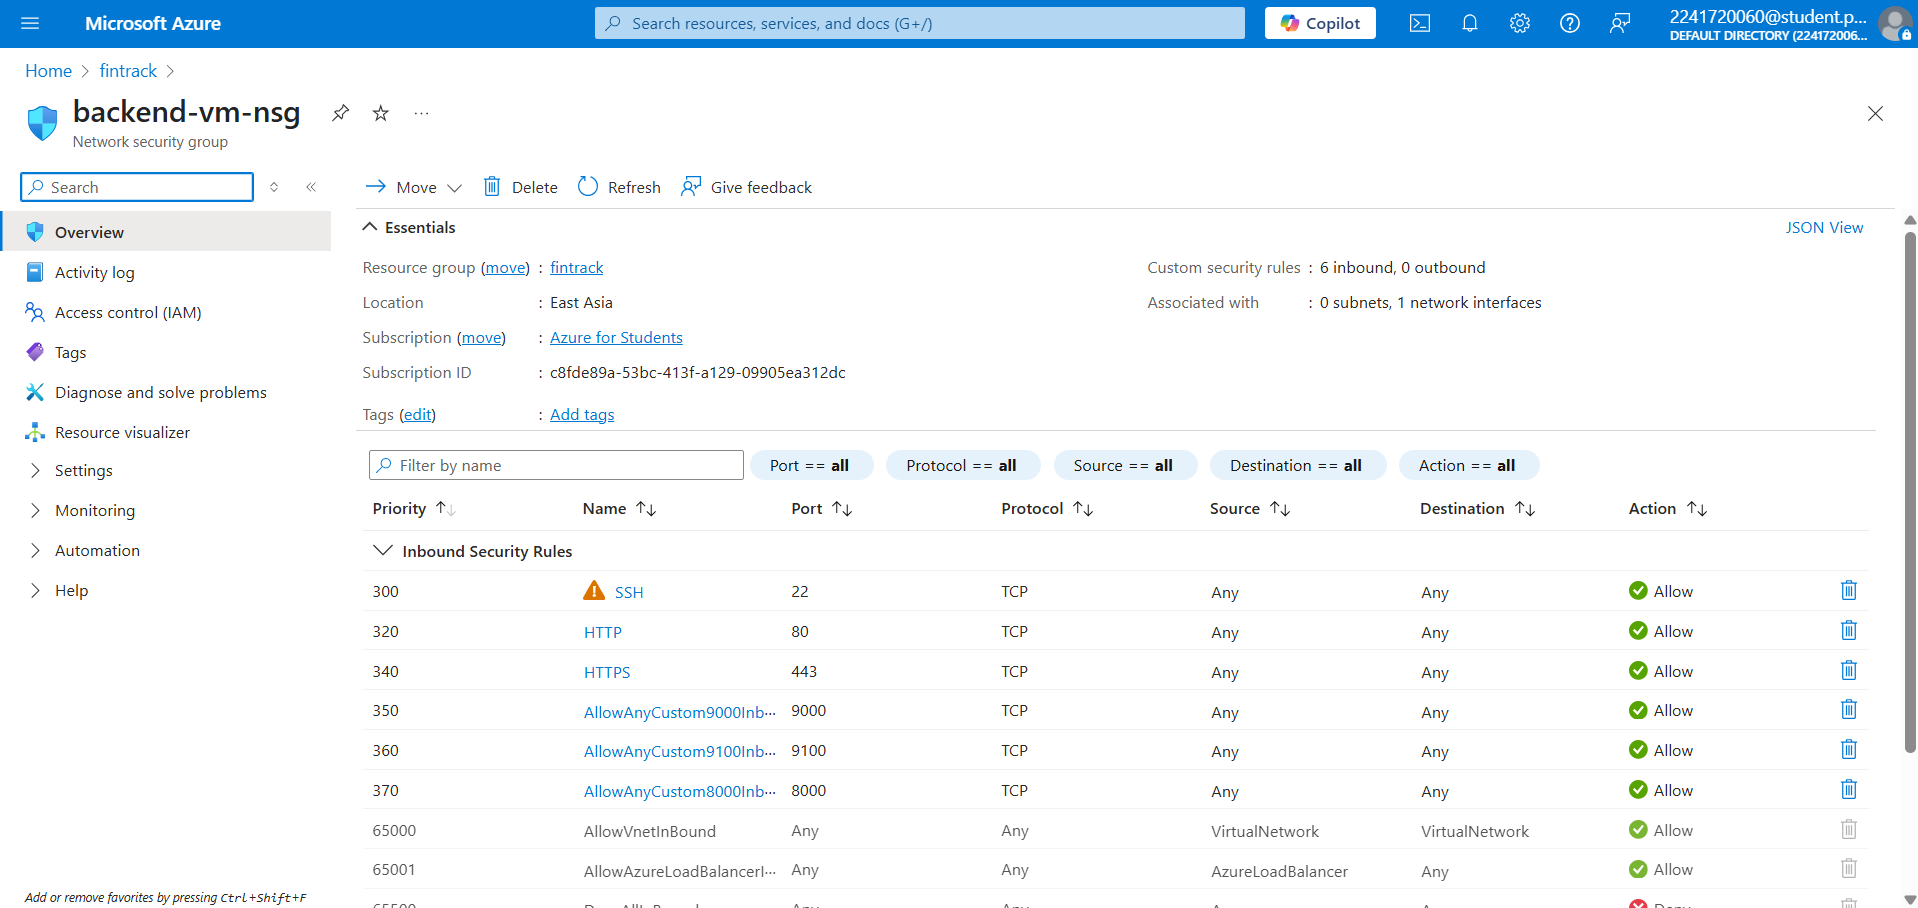 Microsoft Azure
Search resources, services, and docs (G+/)
Copilot
2241720060@student.p...
DEFAULT DIRECTORY (224172006...
Home > fintrack >
backend-vm-nsg
Network security group
Search
Move
Delete
Refresh
Give feedback
Overview
Activity log
Access control (IAM)
Tags
Diagnose and solve problems
Resource visualizer
Settings
Monitoring
Automation
Help
Add or remove favorites by pressing Ctrl+Shift+F
Essentials
JSON View
Resource group (move) : fintrack
Location : East Asia
Subscription (move) : Azure for Students
Subscription ID : c8fde89a-53bc-413f-a129-09905ea312dc
Tags (edit) : Add tags
Custom security rules : 6 inbound, 0 outbound
Associated with : 0 subnets, 1 network interfaces
Filter by name
Port == all
Protocol == all
Source == all
Destination == all
Action == all
Priority Name Port Protocol Source Destination Action
Inbound Security Rules
300 SSH 22 TCP Any Any Allow
320 HTTP 80 TCP Any Any Allow
340 HTTPS 443 TCP Any Any Allow
350 AllowAnyCustom9000Inb... 9000 TCP Any Any Allow
360 AllowAnyCustom9100Inb... 9100 TCP Any Any Allow
370 AllowAnyCustom8000Inb... 8000 TCP Any Any Allow
65000 AllowVnetInBound Any Any VirtualNetwork VirtualNetwork Allow
65001 AllowAzureLoadBalancerI... Any Any AzureLoadBalancer Any Allow